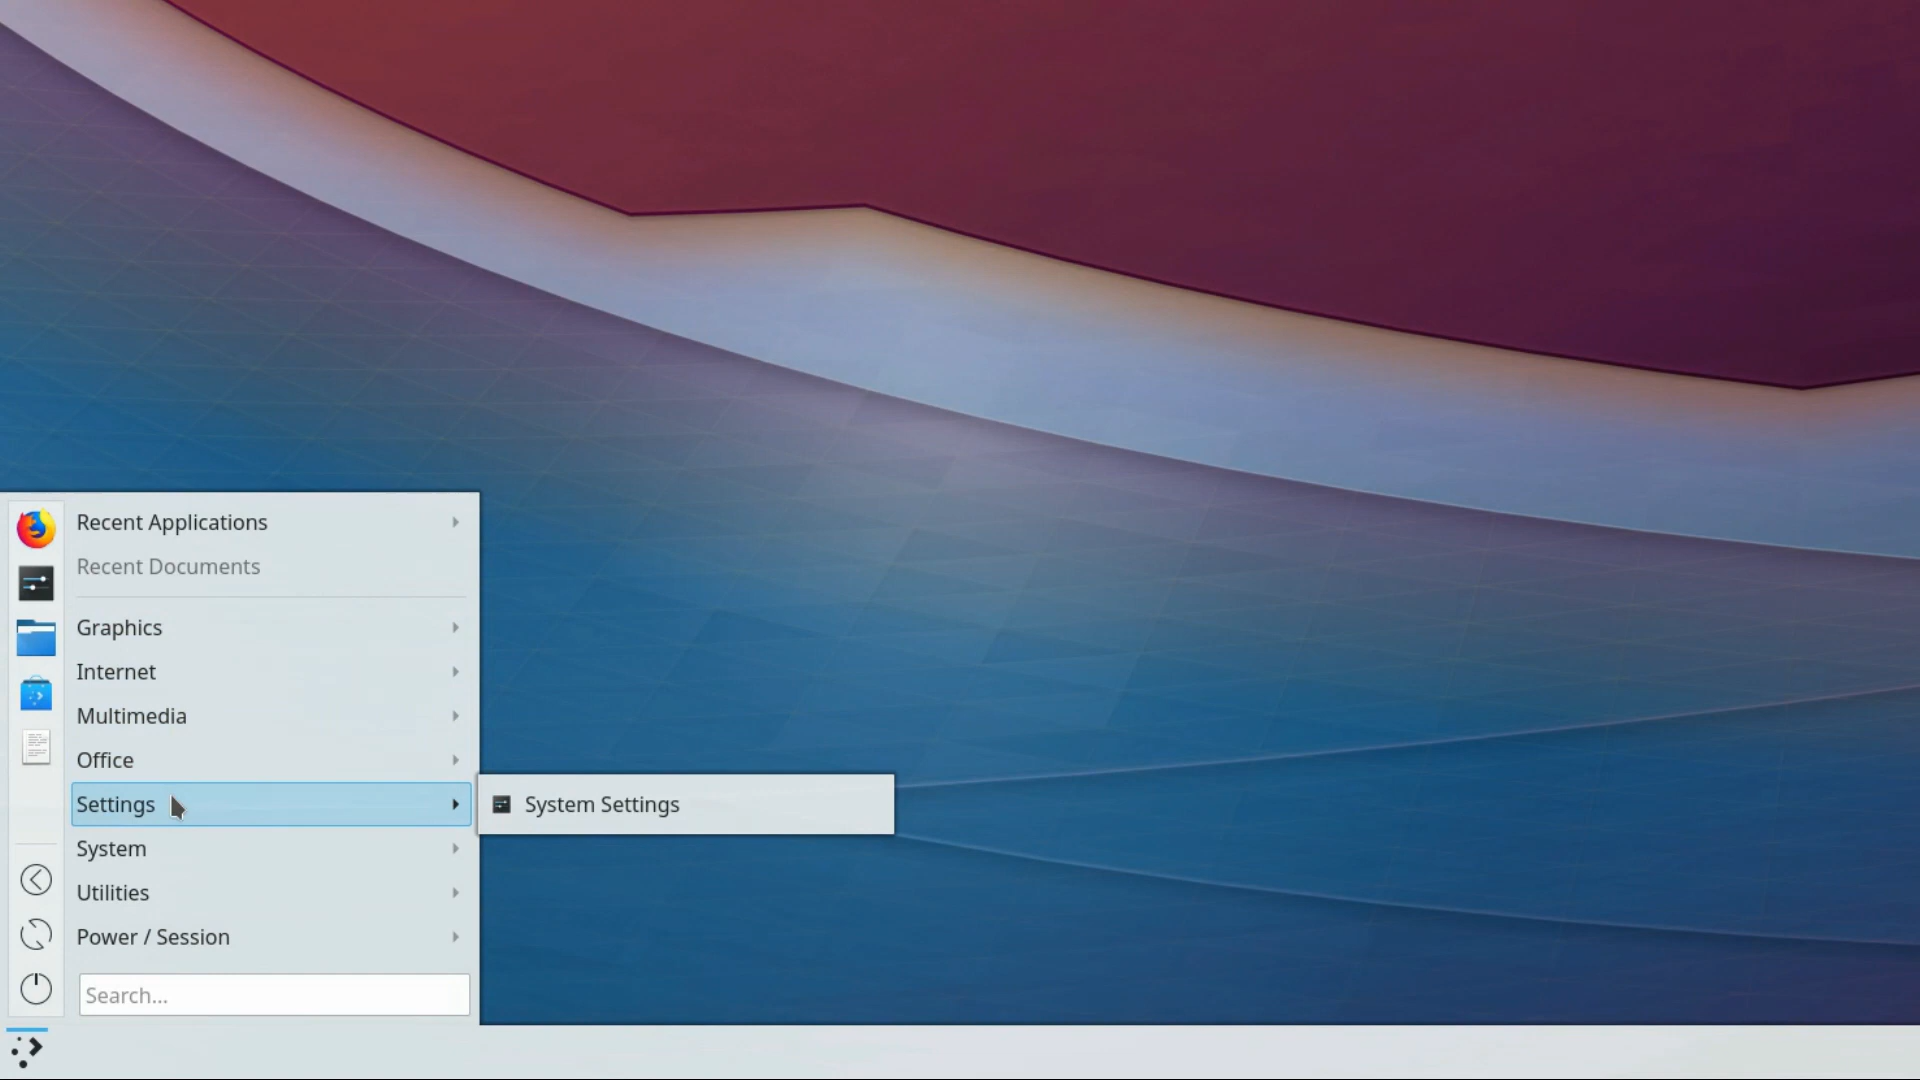 Recent Applications
Recent Documents
Graphics
Internet
Multimedia
Office
Settings
System Settings
System
Utilities
Power / Session
Search...